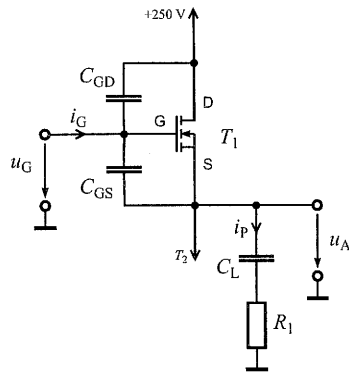 +250 V
C_GD
D
i_G
G
T_1
u_G
S
C_GS
i_P
T_2
C_L
u_A
R_1